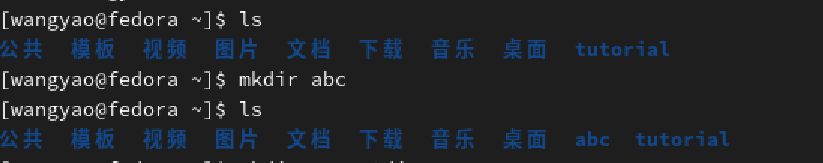 [wangyao@fedora ~]$ ls
公共 模板 视频 图片 文档 下载 音乐 桌面 tutorial
[wangyao@fedora ~]$ mkdir abc
[wangyao@fedora ~]$ ls
公共 模板 视频 图片 文档 下载 音乐 桌面 abc tutorial